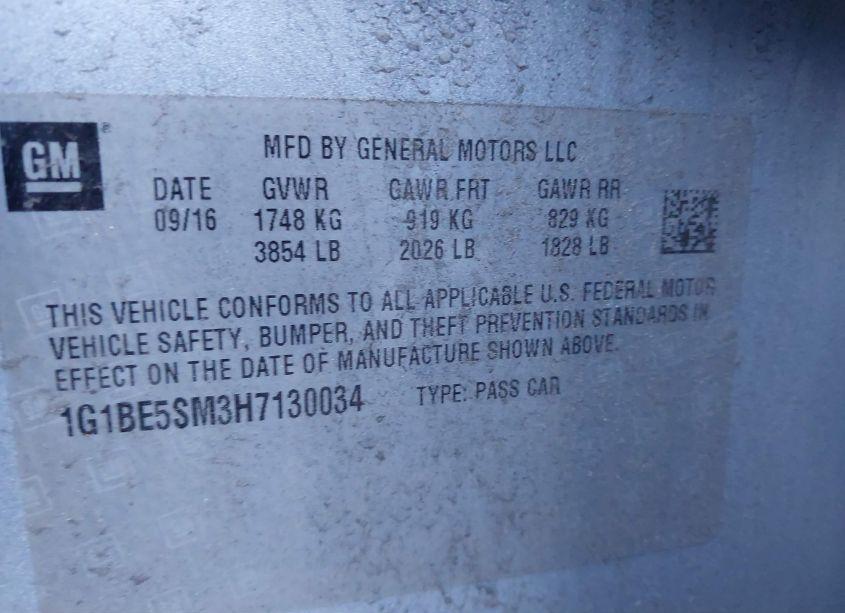 GM
MFD BY GENERAL MOTORS LLC
DATE GVWR GAWR FRT GAWR RR
09/16 1748 KG 919 KG 829 KG
3854 LB 2026 LB 1828 LB
THIS VEHICLE CONFORMS TO ALL APPLICABLE U.S. FEDERAL MOTOR
VEHICLE SAFETY, BUMPER, AND THEFT PREVENTION STANDARDS IN
EFFECT ON THE DATE OF MANUFACTURE SHOWN ABOVE.
1G1BE5SM3H7130034 TYPE: PASS CAR